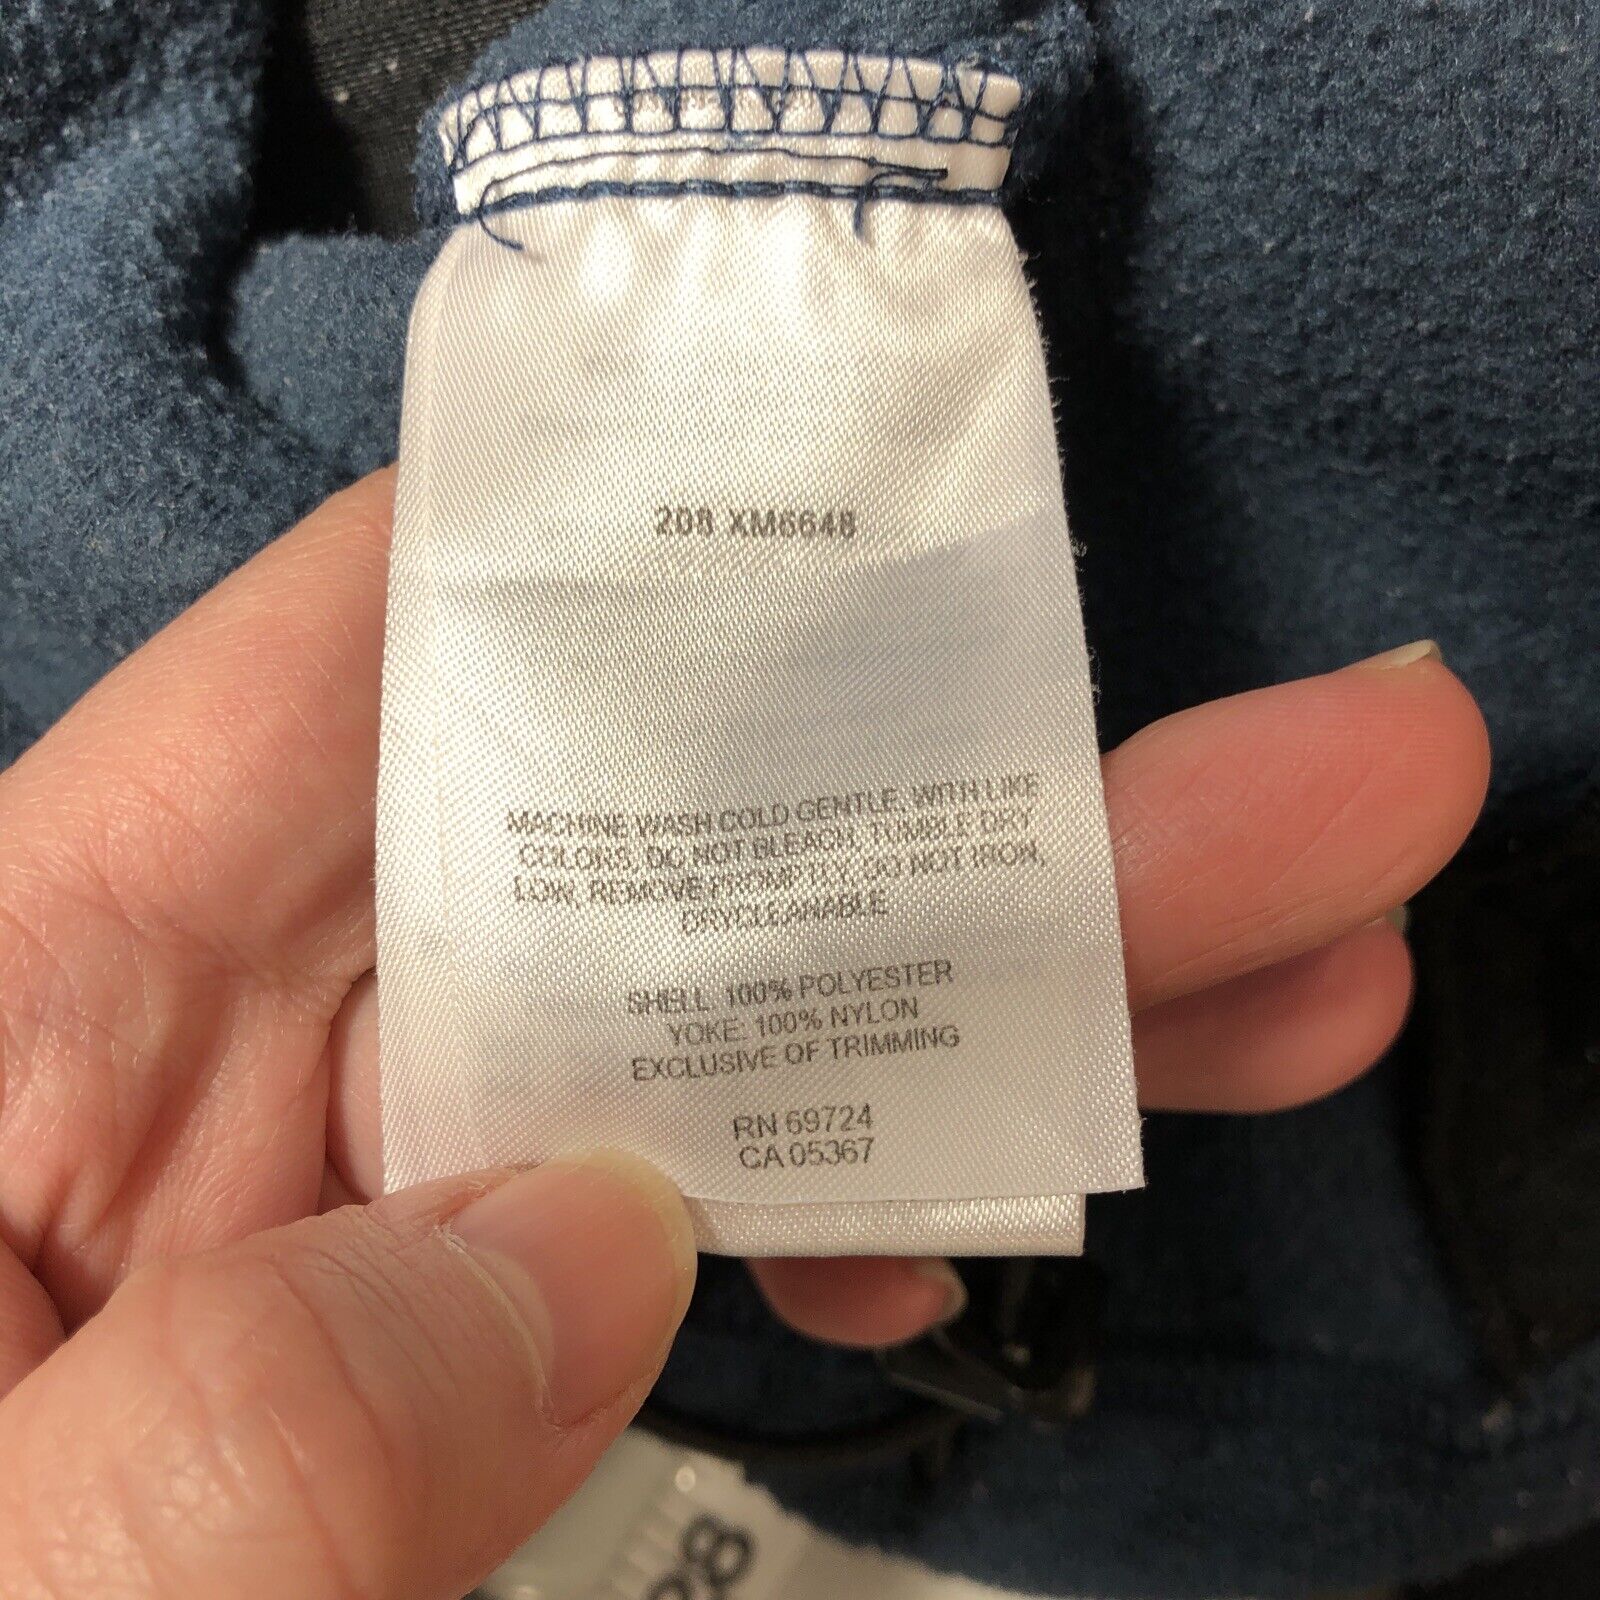 208 XM6648
MACHINE WASH COLD GENTLE, WITH LIKE
COLORS, DO NOT BLEACH, TUMBLE DRY
LOW, REMOVE PROMPTLY, DO NOT IRON,
DRYCLEANABLE
SHELL: 100% POLYESTER
YOKE: 100% NYLON
EXCLUSIVE OF TRIMMING
RN 69724
CA 05367